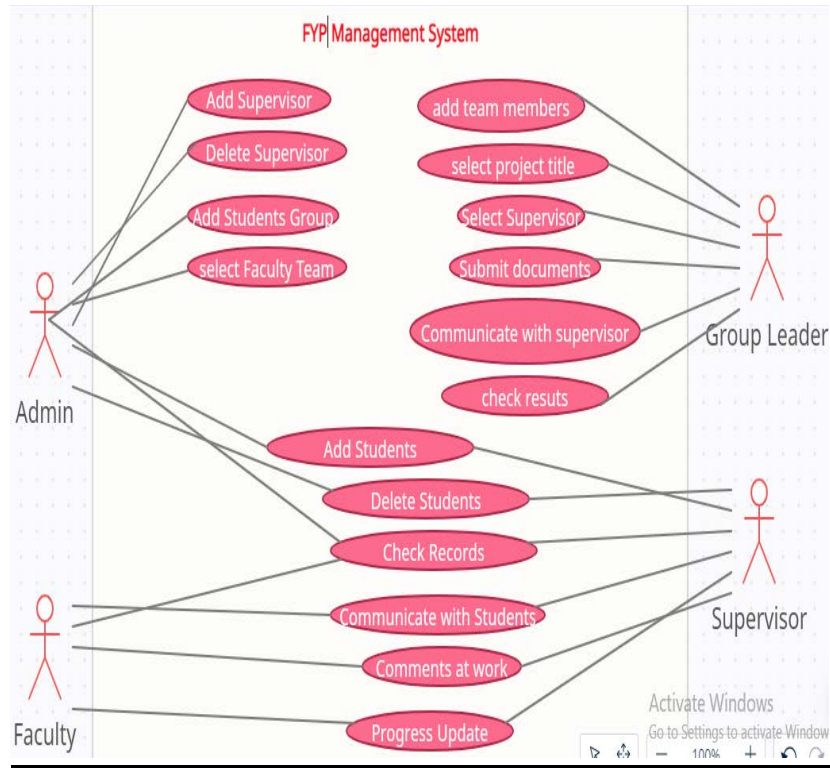 FYP Management System
Add Supervisor
add team members
Delete Supervisor
select project title
Add Students Group
Select Supervisor
select Faculty Team
Submit documents
Communicate with supervisor
Group Leader
check resuts
Admin
Add Students
Delete Students
Check Records
Communicate with Students
Supervisor
Comments at work
Activate Windows
Go to Settings to activate Window
Faculty
Progress Update
100%